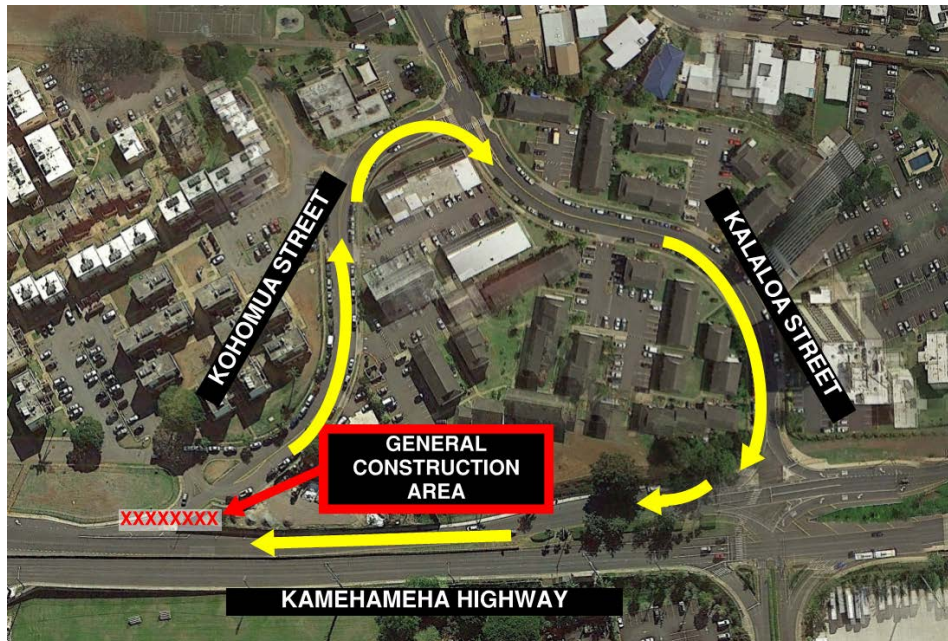 KOHOMUA STREET
KALALOA STREET
GENERAL
CONSTRUCTION
AREA
XXXXXXXX
KAMEHAMEHA HIGHWAY